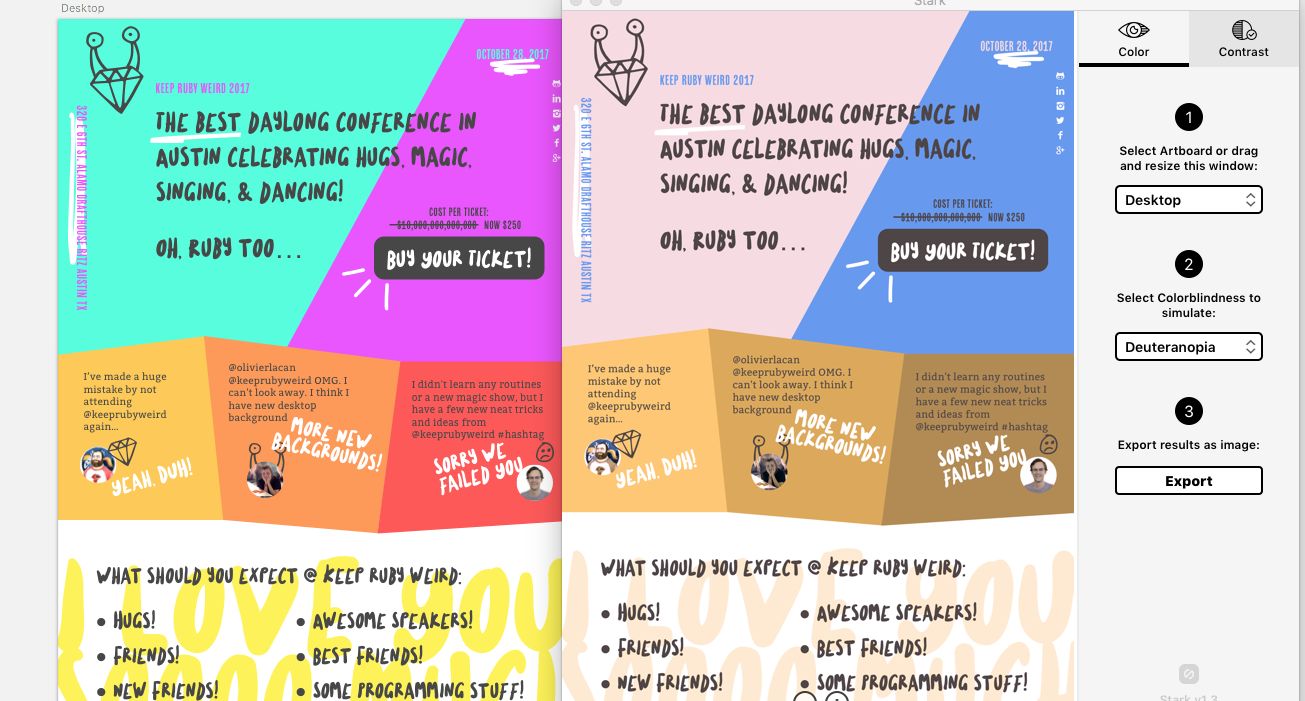 Desktop
OCTOBER 28, 2017
KEEP RUBY WEIRD 2017
THE BEST DAYLONG CONFERENCE IN
AUSTIN CELEBRATING HUGS, MAGIC,
SINGING, & DANCING!
OH, RUBY TOO...
320 E 6TH ST. ALAMO DRAFTHOUSE RITZ AUSTIN TX
COST PER TICKET:
$10,000,000,000,000 NOW $250
BUY YOUR TICKET!
I've made a huge
mistake by not
attending
@keeprubyweird
again...
YEAH, DUH!
@olivierlacan
@keeprubyweird OMG. I
can't look away. I think I
have new desktop
background
MORE NEW
BACKGROUNDS!
I didn't learn any routines
or a new magic show, but I
have a few new neat tricks
and ideas from
@keeprubyweird #hashtag
SORRY WE
FAILED YOU
I LOVE YOU
SOOO MUCH
WHAT SHOULD YOU EXPECT @ KEEP RUBY WEIRD:
• HUGS!
• FRIENDS!
• NEW FRIENDS!
• AWESOME SPEAKERS!
• BEST FRIENDS!
• SOME PROGRAMMING STUFF!
Stark
OCTOBER 28, 2017
KEEP RUBY WEIRD 2017
THE BEST DAYLONG CONFERENCE IN
AUSTIN CELEBRATING HUGS, MAGIC,
SINGING, & DANCING!
OH, RUBY TOO...
320 E 6TH ST. ALAMO DRAFTHOUSE RITZ AUSTIN TX
COST PER TICKET:
$10,000,000,000,000 NOW $250
BUY YOUR TICKET!
I've made a huge
mistake by not
attending
@keeprubyweird
again...
YEAH, DUH!
@olivierlacan
@keeprubyweird OMG. I
can't look away. I think I
have new desktop
background
MORE NEW
BACKGROUNDS!
I didn't learn any routines
or a new magic show, but I
have a few new neat tricks
and ideas from
@keeprubyweird #hashtag
SORRY WE
FAILED YOU
I LOVE YOU
SOOO MUCH
WHAT SHOULD YOU EXPECT @ KEEP RUBY WEIRD:
• HUGS!
• FRIENDS!
• NEW FRIENDS!
• AWESOME SPEAKERS!
• BEST FRIENDS!
• SOME PROGRAMMING STUFF!
Color
Contrast
1
Select Artboard or drag
and resize this window:
Desktop
2
Select Colorblindness to
simulate:
Deuteranopia
3
Export results as image:
Export
Stark v1.3